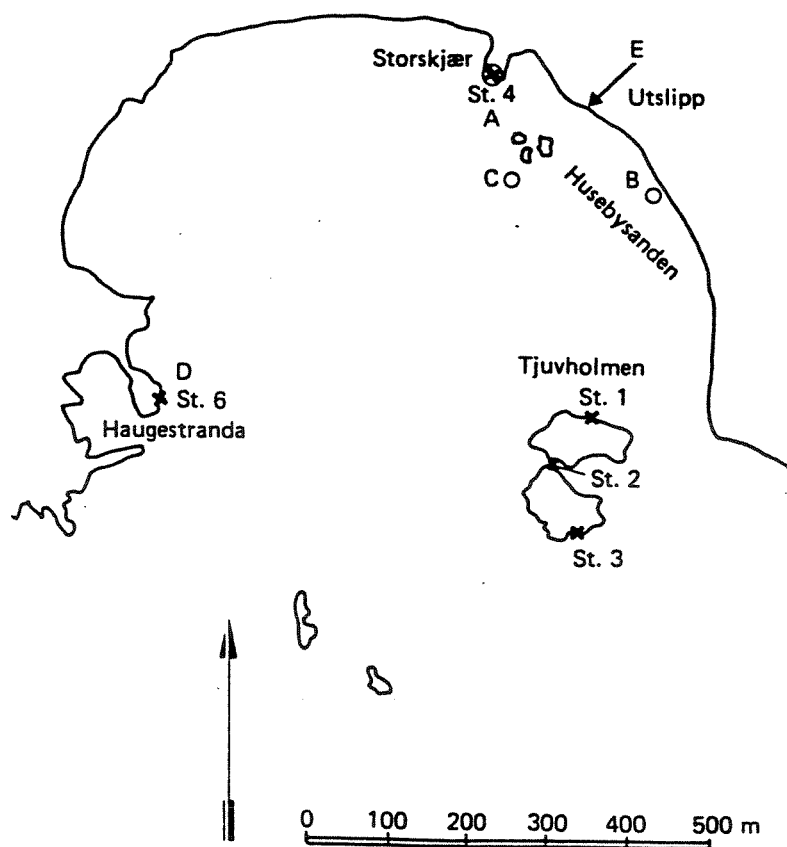 E
Storskjær
St. 4
Utslipp
A
C
B
Husebysanden
D
St. 6
Haugestranda
Tjuvholmen
St. 1
St. 2
St. 3
0 100 200 300 400 500 m